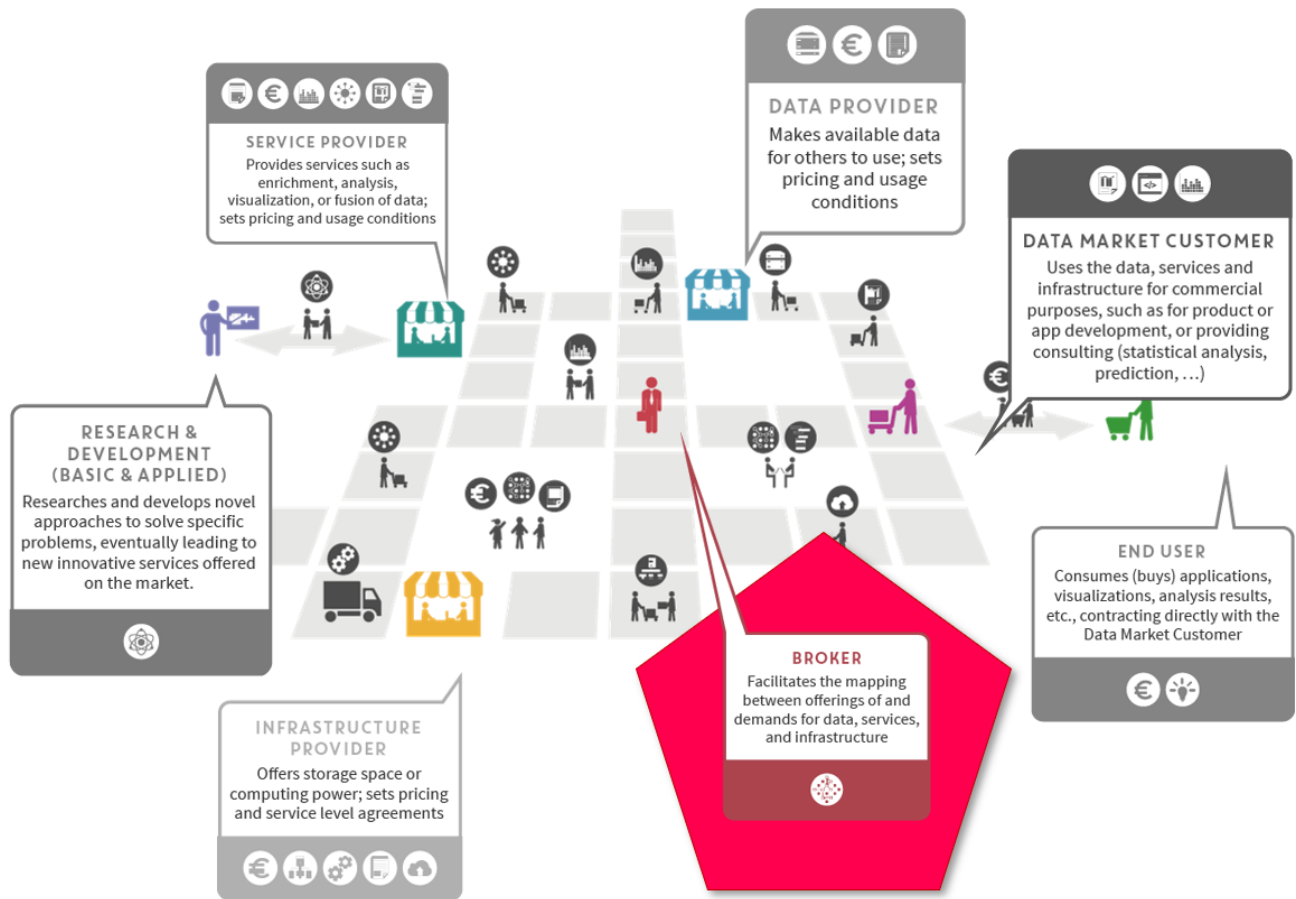 SERVICE PROVIDER
Provides services such as
enrichment, analysis,
visualization, or fusion of data;
sets pricing and usage conditions
DATA PROVIDER
Makes available data
for others to use; sets
pricing and usage
conditions
DATA MARKET CUSTOMER
Uses the data, services and
infrastructure for commercial
purposes, such as for product or
app development, or providing
consulting (statistical analysis,
prediction, …)
RESEARCH &
DEVELOPMENT
(BASIC & APPLIED)
Researches and develops novel
approaches to solve specific
problems, eventually leading to
new innovative services offered
on the market.
END USER
Consumes (buys) applications,
visualizations, analysis results,
etc., contracting directly with the
Data Market Customer
BROKER
Facilitates the mapping
between offerings of and
demands for data, services,
and infrastructure
INFRASTRUCTURE
PROVIDER
Offers storage space or
computing power; sets pricing
and service level agreements